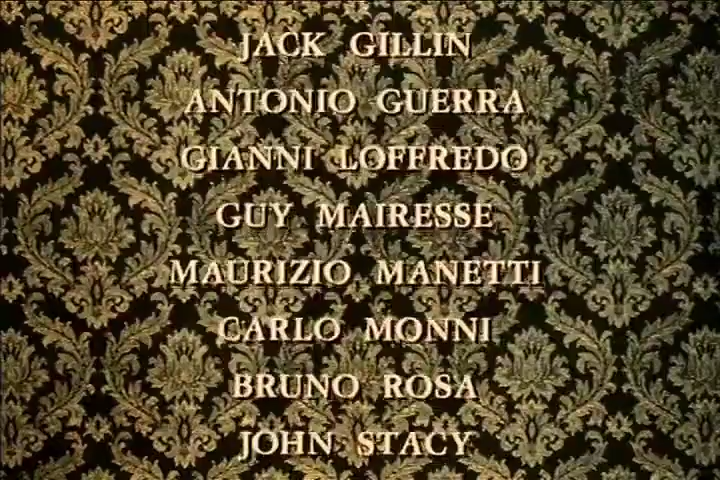 JACK GILLIN
ANTONIO GUERRA
GIANNI LOFFREDO
GUY MAIRESSE
MAURIZIO MANETTI
CARLO MONNI
BRUNO ROSA
JOHN STACY